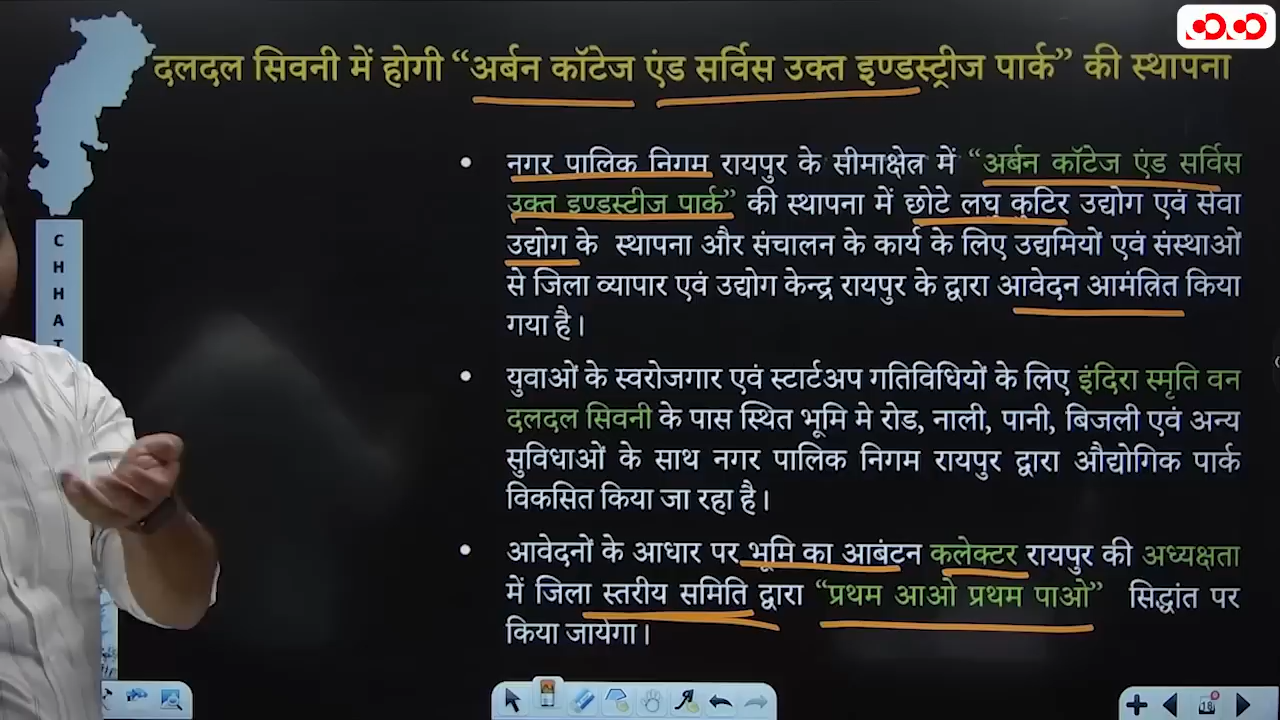 दलदल सिवनी में होगी “अर्बन कॉटेज एंड सर्विस उक्त इण्डस्ट्रीज पार्क” की स्थापना
• नगर पालिक निगम रायपुर के सीमाक्षेत्र में “अर्बन कॉटेज एंड सर्विस
उक्त इण्डस्टीज पार्क” की स्थापना में छोटे लघु कुटिर उद्योग एवं सेवा
उद्योग के स्थापना और संचालन के कार्य के लिए उद्यमियों एवं संस्थाओं
से जिला व्यापार एवं उद्योग केन्द्र रायपुर के द्वारा आवेदन आमंत्रित किया
गया है।
• युवाओं के स्वरोजगार एवं स्टार्टअप गतिविधियों के लिए इंदिरा स्मृति वन
दलदल सिवनी के पास स्थित भूमि मे रोड, नाली, पानी, बिजली एवं अन्य
सुविधाओं के साथ नगर पालिक निगम रायपुर द्वारा औद्योगिक पार्क
विकसित किया जा रहा है।
• आवेदनों के आधार पर भूमि का आबंटन कलेक्टर रायपुर की अध्यक्षता
में जिला स्तरीय समिति द्वारा “प्रथम आओ प्रथम पाओ” सिद्धांत पर
किया जायेगा।
C
H
H
A
T
18